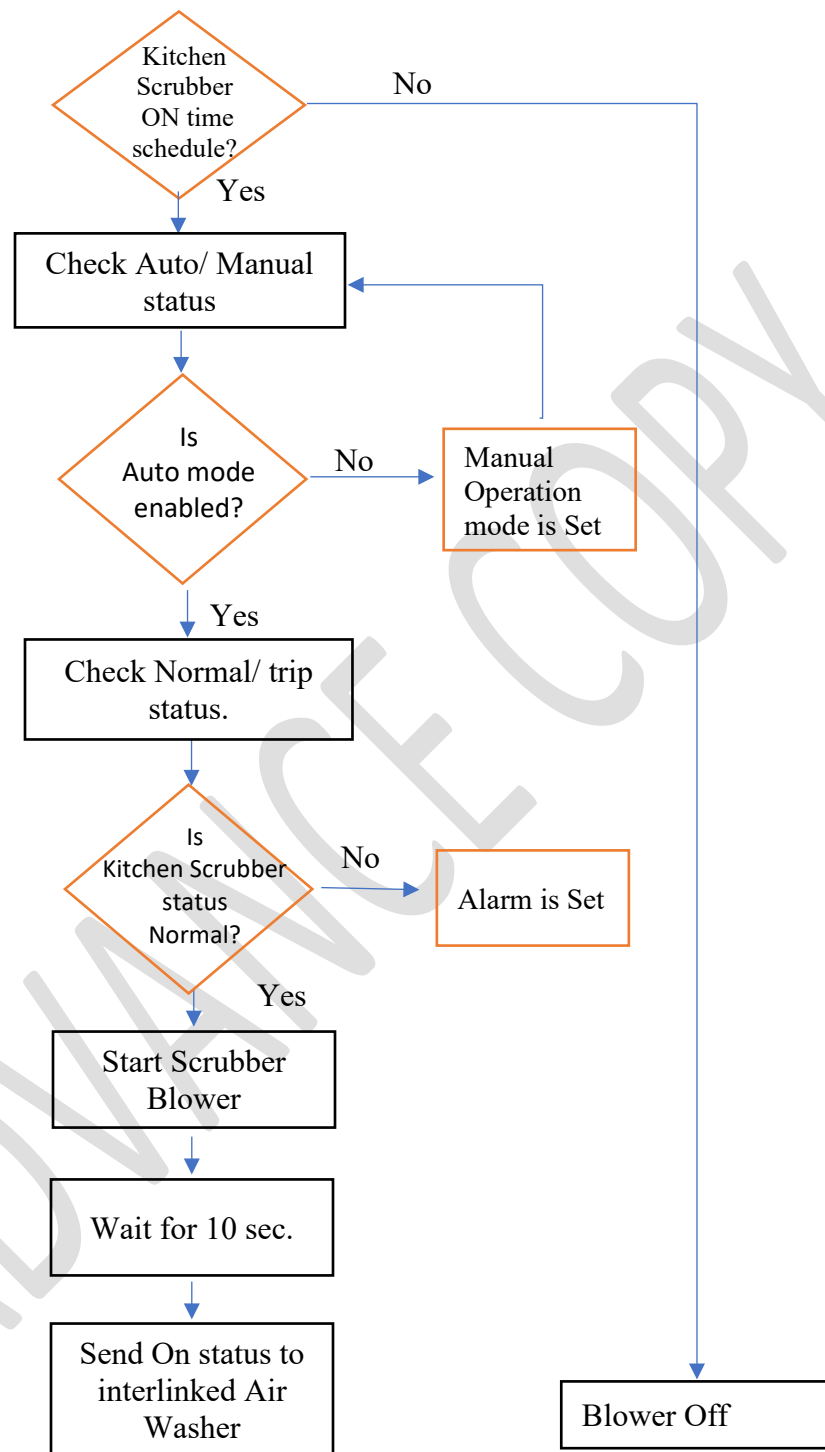 Kitchen
Scrubber
ON time
schedule?
No
Yes
Check Auto/ Manual
status
Is
Auto mode
enabled?
No
Manual
Operation
mode is Set
Yes
Check Normal/ trip
status.
Is
Kitchen Scrubber
status
Normal?
No
Alarm is Set
Yes
Start Scrubber
Blower
Wait for 10 sec.
Send On status to
interlinked Air
Washer
Blower Off
ADVANCE COPY